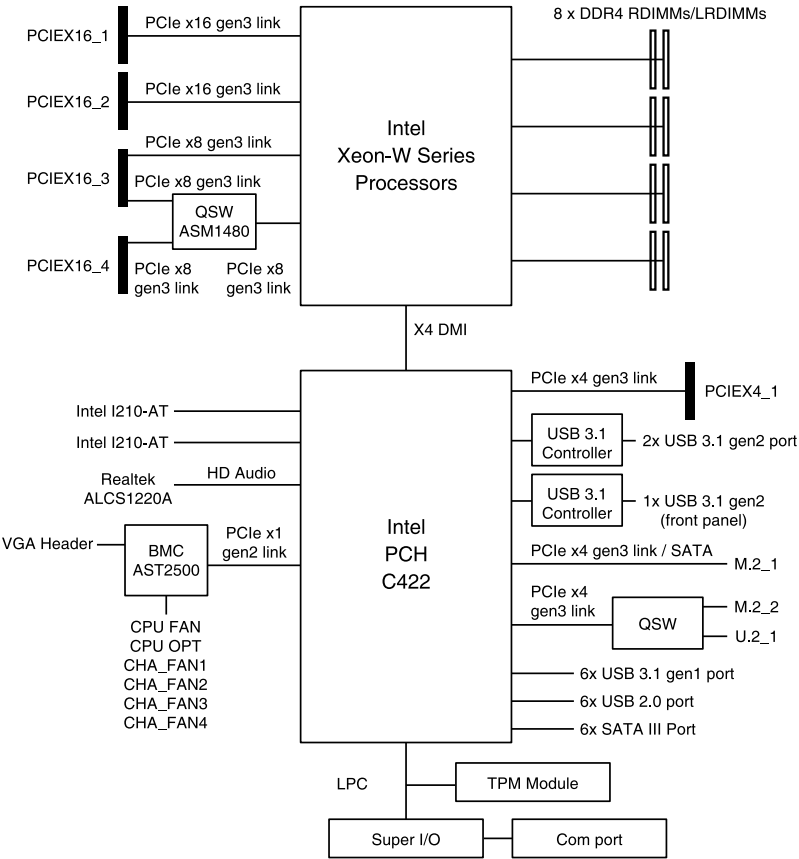 8 x DDR4 RDIMMs/LRDIMMs
PCIEX16_1
PCIe x16 gen3 link
PCIEX16_2
PCIe x16 gen3 link
PCIe x8 gen3 link
PCIEX16_3
PCIe x8 gen3 link
QSW
ASM1480
PCIEX16_4
PCIe x8
gen3 link
PCIe x8
gen3 link
Intel
Xeon-W Series
Processors
X4 DMI
Intel I210-AT
Intel I210-AT
Realtek
ALCS1220A
HD Audio
VGA Header
BMC
AST2500
PCIe x1
gen2 link
CPU FAN
CPU OPT
CHA_FAN1
CHA_FAN2
CHA_FAN3
CHA_FAN4
Intel
PCH
C422
PCIe x4 gen3 link
PCIEX4_1
USB 3.1
Controller
2x USB 3.1 gen2 port
USB 3.1
Controller
1x USB 3.1 gen2
(front panel)
PCIe x4 gen3 link / SATA
M.2_1
PCIe x4
gen3 link
QSW
M.2_2
U.2_1
6x USB 3.1 gen1 port
6x USB 2.0 port
6x SATA III Port
LPC
TPM Module
Super I/O
Com port